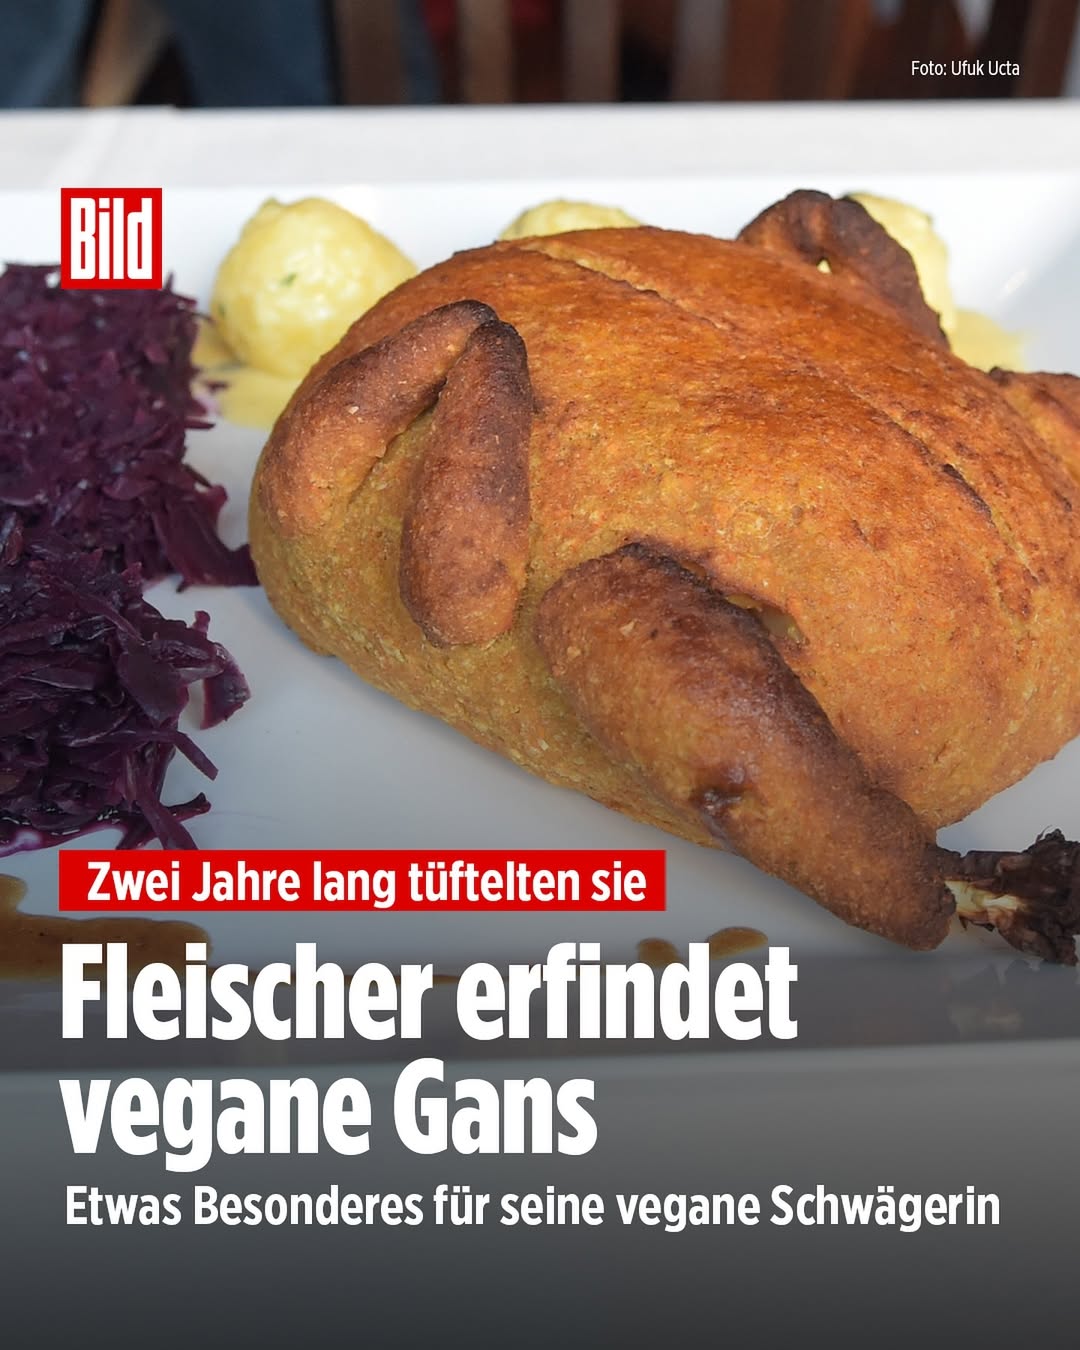 Foto: Ufuk Ucta
Bild
Zwei Jahre lang tüftelten sie
Fleischer erfindet
vegane Gans
Etwas Besonderes für seine vegane Schwägerin